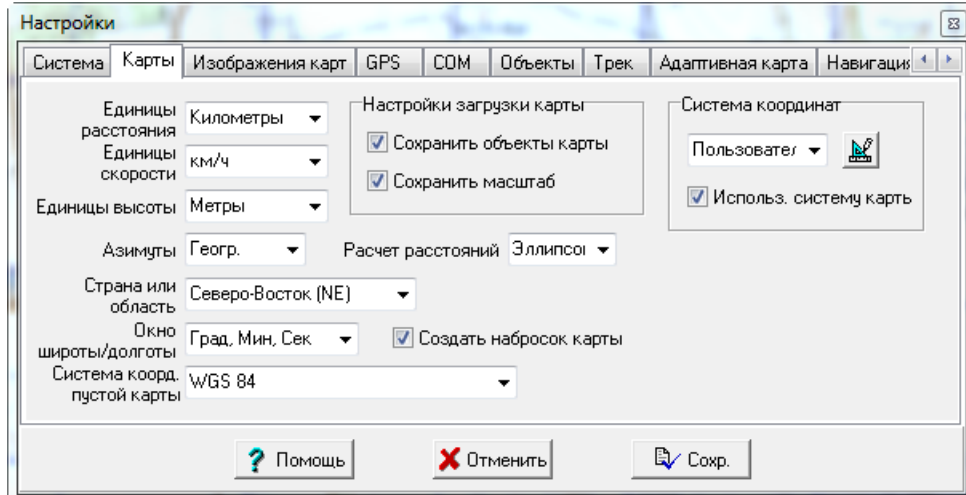 Настройки
Система Карты Изображения карт GPS COM Объекты Трек Адаптивная карта Навигация
Единицы расстояния Километры
Единицы скорости км/ч
Единицы высоты Метры
Настройки загрузки карты
Сохранить объекты карты
Сохранить масштаб
Система координат
Пользовател
Использ. систему карть
Азимуты Геогр. Расчет расстояний Эллипсои
Страна или область Северо-Восток (NE)
Окно широты/долготы Град, Мин, Сек Создать набросок карты
Система коорд. пустой карты WGS 84
Помощь Отменить Сохр.